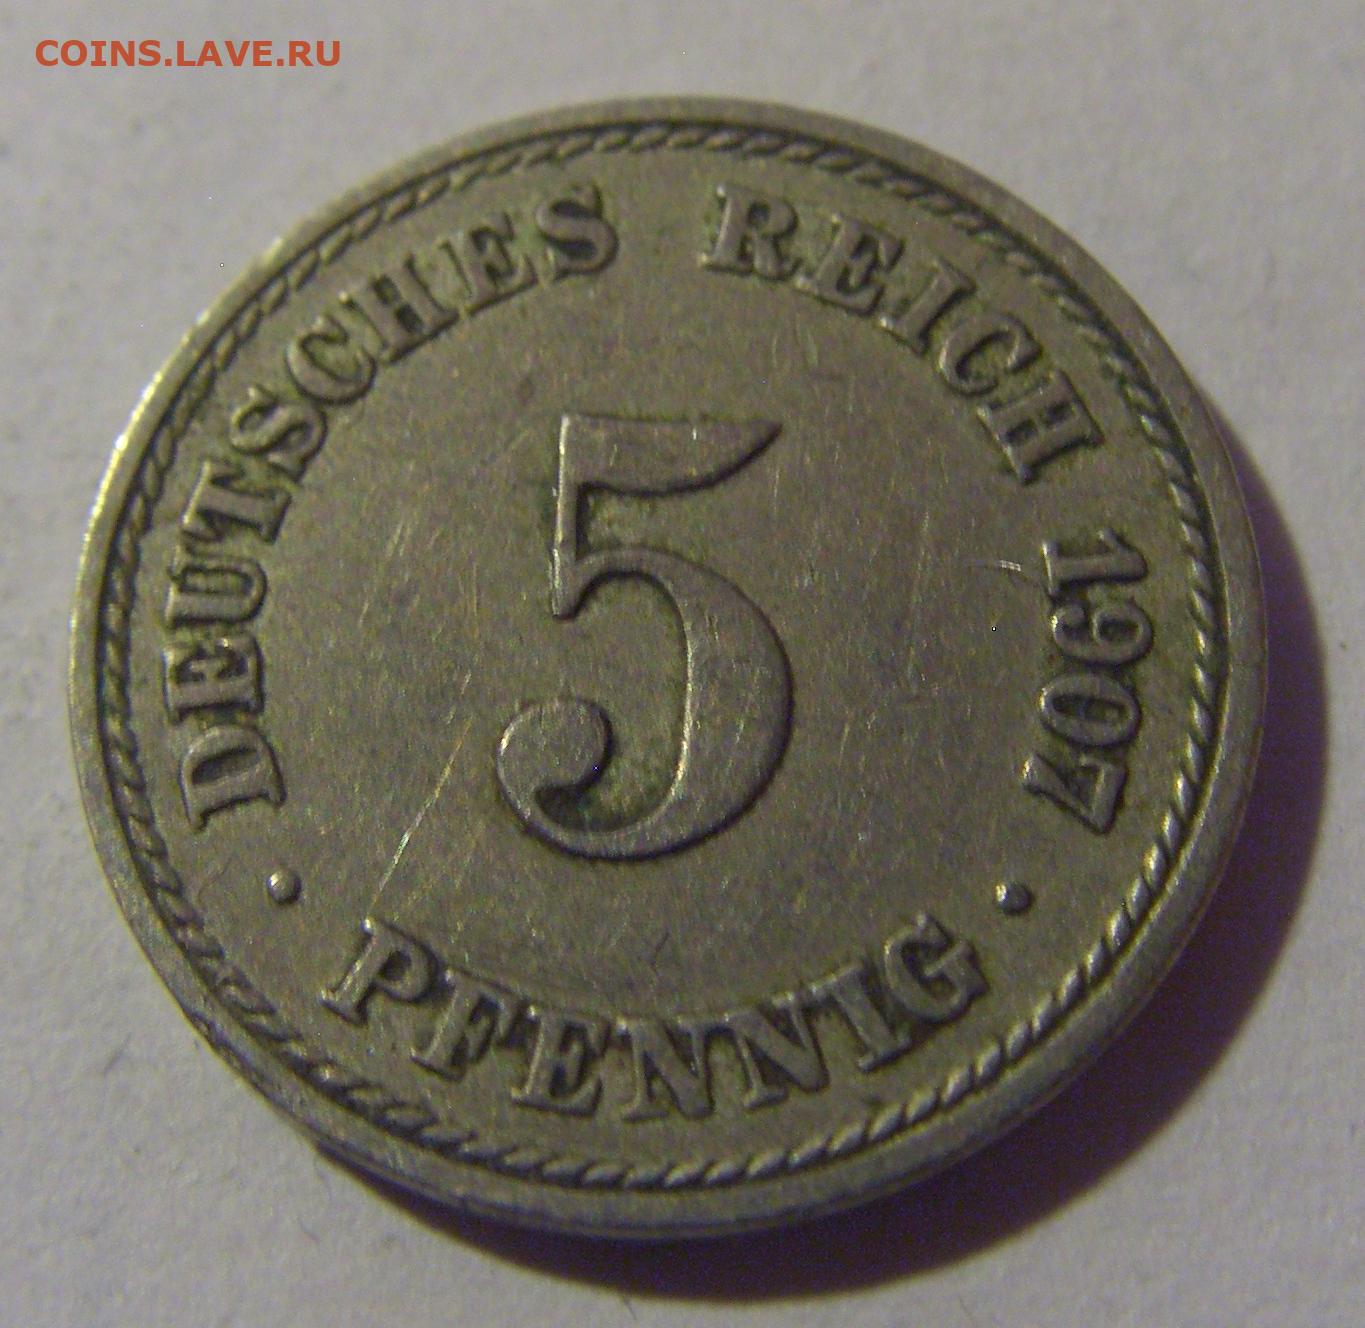 COINS.LAVE.RU
DEUTSCHES REICH 1907
5
· PFENNIG ·